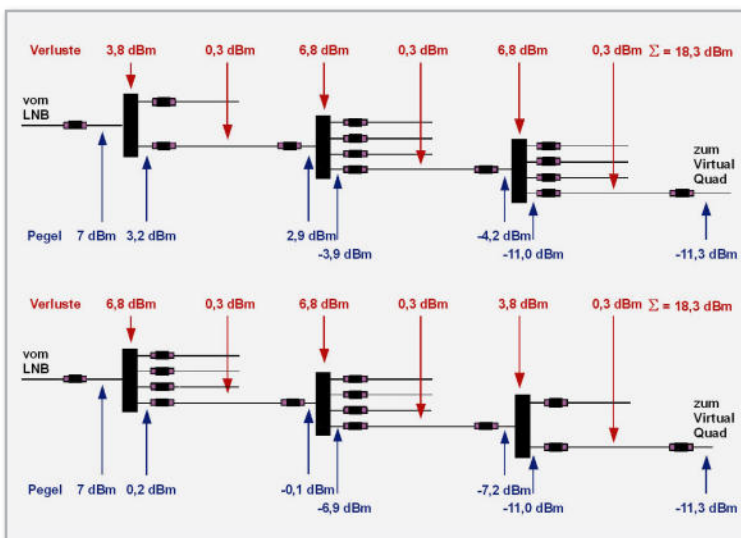 Verluste 3,8 dBm 0,3 dBm 6,8 dBm 0,3 dBm 6,8 dBm 0,3 dBm Σ = 18,3 dBm
vom
LNB
zum
Virtual
Quad
Pegel 7 dBm 3,2 dBm 2,9 dBm -4,2 dBm
-3,9 dBm -11,0 dBm -11,3 dBm
Verluste 6,8 dBm 0,3 dBm 6,8 dBm 0,3 dBm 3,8 dBm 0,3 dBm Σ = 18,3 dBm
vom
LNB
zum
Virtual
Quad
Pegel 7 dBm 0,2 dBm -0,1 dBm -7,2 dBm
-6,9 dBm -11,0 dBm -11,3 dBm